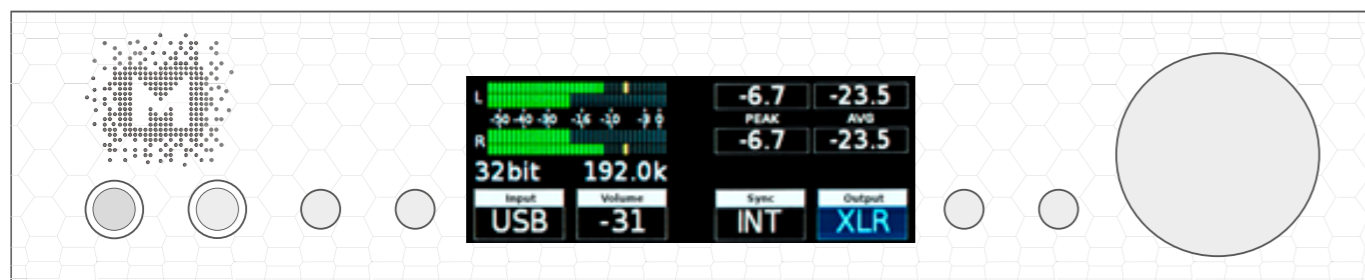 L
-6.7 -23.5
-50 -40 -30 -16 -10 -3 0
PEAK AVG
R
-6.7 -23.5
32bit 192.0k
Input Volume Sync Output
USB -31 INT XLR